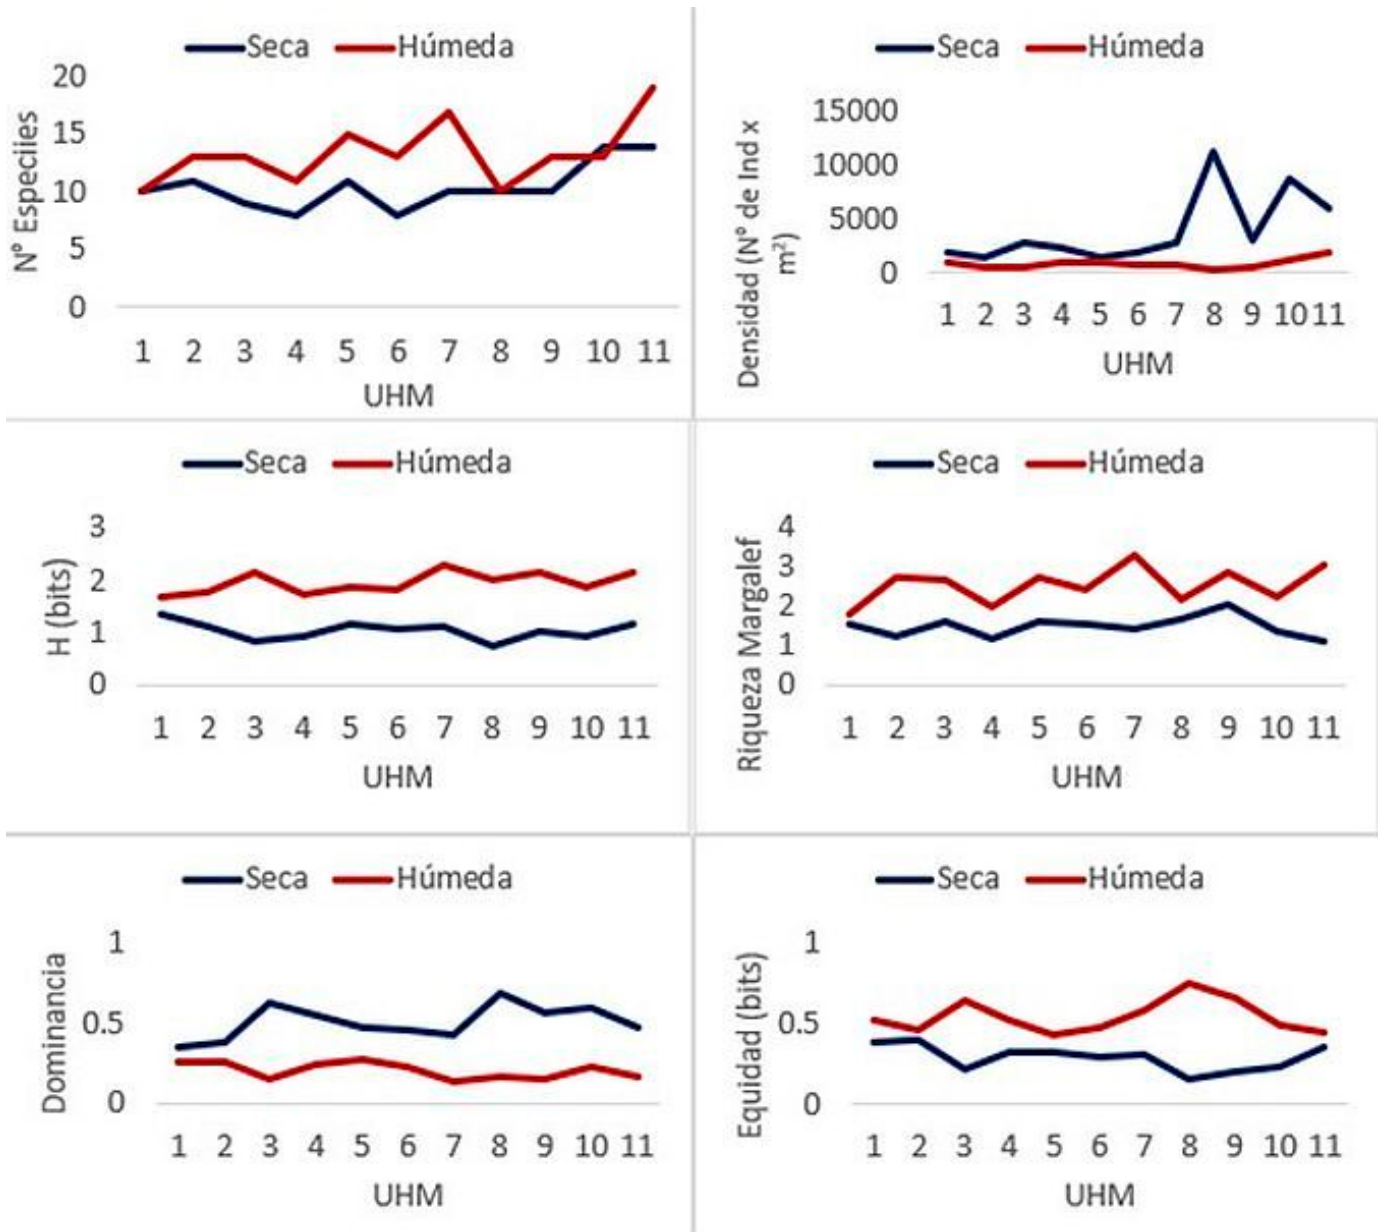 Seca Húmeda
20
15
10
5
0
N° Especiies
1 2 3 4 5 6 7 8 9 10 11
UHM
Seca Húmeda
15000
10000
5000
0
Densidad (N° de Ind x
m²)
1 2 3 4 5 6 7 8 9 10 11
UHM
Seca Húmeda
3
2
1
0
H (bits)
1 2 3 4 5 6 7 8 9 10 11
UHM
Seca Húmeda
4
3
2
1
0
Riqueza Margalef
1 2 3 4 5 6 7 8 9 10 11
UHM
Seca Húmeda
1
0.5
0
Dominancia
1 2 3 4 5 6 7 8 9 10 11
UHM
Seca Húmeda
1
0.5
0
Equidad (bits)
1 2 3 4 5 6 7 8 9 10 11
UHM